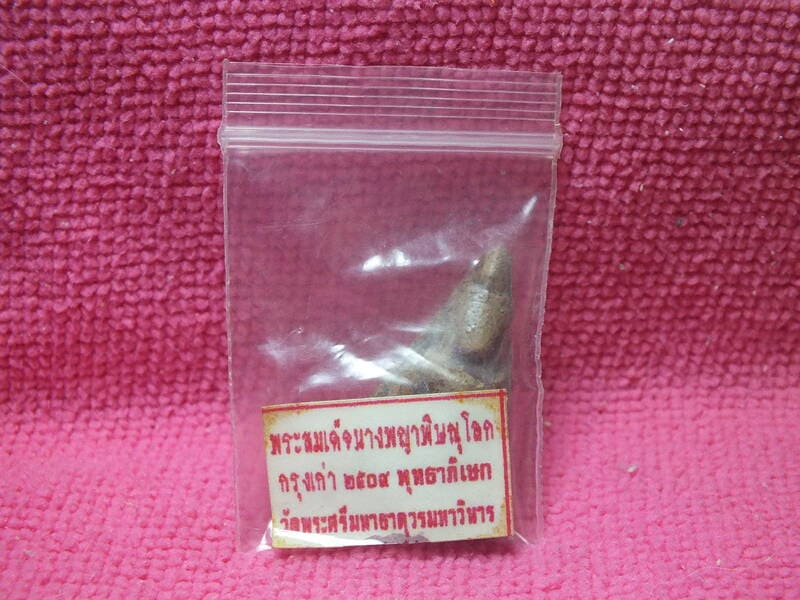 พระสมเด็จนางพญาพิษณุโลก
กรุงเก่า ๒๕๐๙ พุทธาภิเษก
วัดพระศรีมหาธาตุวรมหาวิหาร